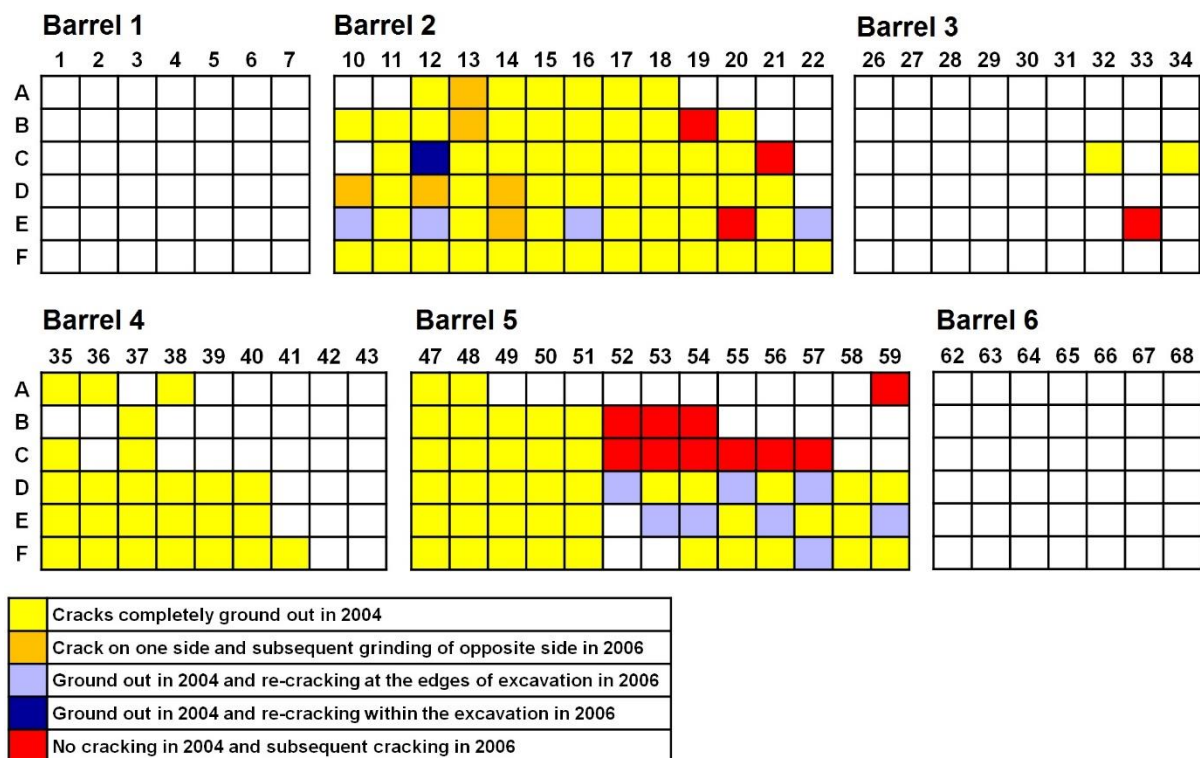 Barrel 1 Barrel 2 Barrel 3
1 2 3 4 5 6 7 10 11 12 13 14 15 16 17 18 19 20 21 22 26 27 28 29 30 31 32 33 34
A
B
C
D
E
F
Barrel 4 Barrel 5 Barrel 6
35 36 37 38 39 40 41 42 43 47 48 49 50 51 52 53 54 55 56 57 58 59 62 63 64 65 66 67 68
A
B
C
D
E
F
Cracks completely ground out in 2004
Crack on one side and subsequent grinding of opposite side in 2006
Ground out in 2004 and re-cracking at the edges of excavation in 2006
Ground out in 2004 and re-cracking within the excavation in 2006
No cracking in 2004 and subsequent cracking in 2006